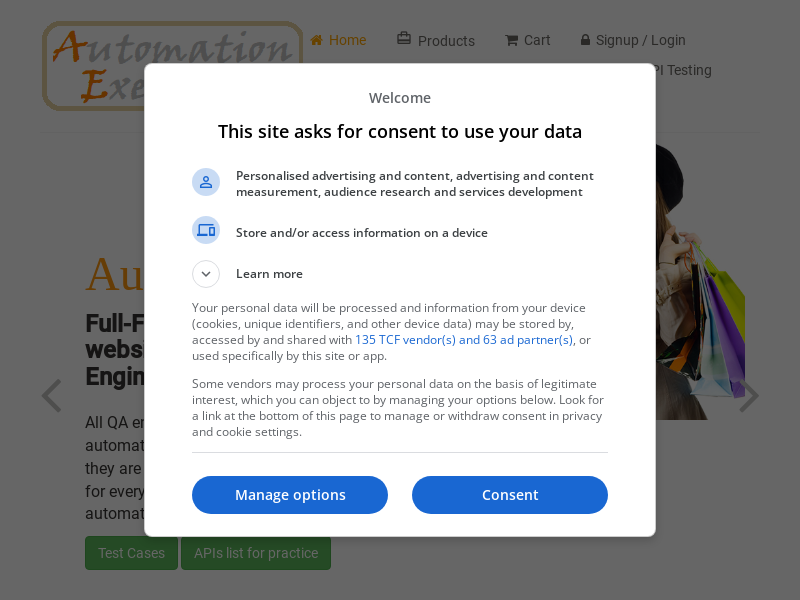 Automation
Home
Products
Cart
Signup / Login
PI Testing
Welcome
This site asks for consent to use your data
Personalised advertising and content, advertising and content
measurement, audience research and services development
Store and/or access information on a device
Learn more
Your personal data will be processed and information from your device
(cookies, unique identifiers, and other device data) may be stored by,
accessed by and shared with 135 TCF vendor(s) and 63 ad partner(s), or
used specifically by this site or app.
Some vendors may process your personal data on the basis of legitimate
interest, which you can object to by managing your options below. Look for
a link at the bottom of this page to manage or withdraw consent in privacy
and cookie settings.
Manage options
Consent
Full-F
websi
Engin
All QA en
automat
they are
for every
automat
Test Cases
APIs list for practice